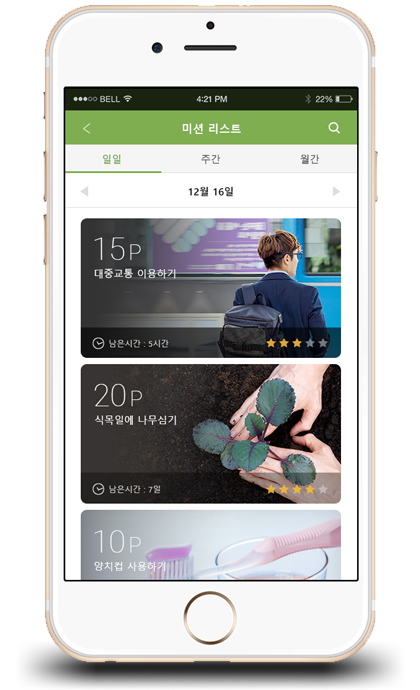 BELL 4:21 PM 22%
미션 리스트
일일 주간 월간
12월 16일
15P
대중교통 이용하기
남은시간 : 5시간
20P
식목일에 나무심기
남은시간 : 7일
10P
양치컵 사용하기